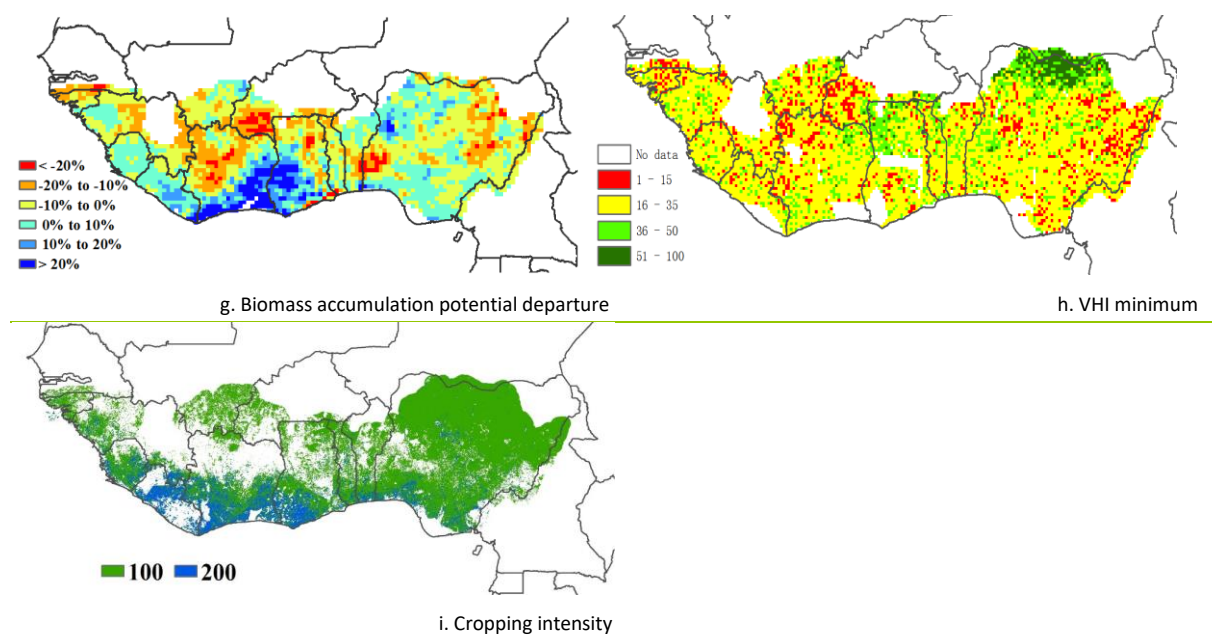 < -20%
-20% to -10%
-10% to 0%
0% to 10%
10% to 20%
> 20%
g. Biomass accumulation potential departure
No data
1 - 15
16 - 35
36 - 50
51 - 100
h. VHI minimum
100 200
i. Cropping intensity